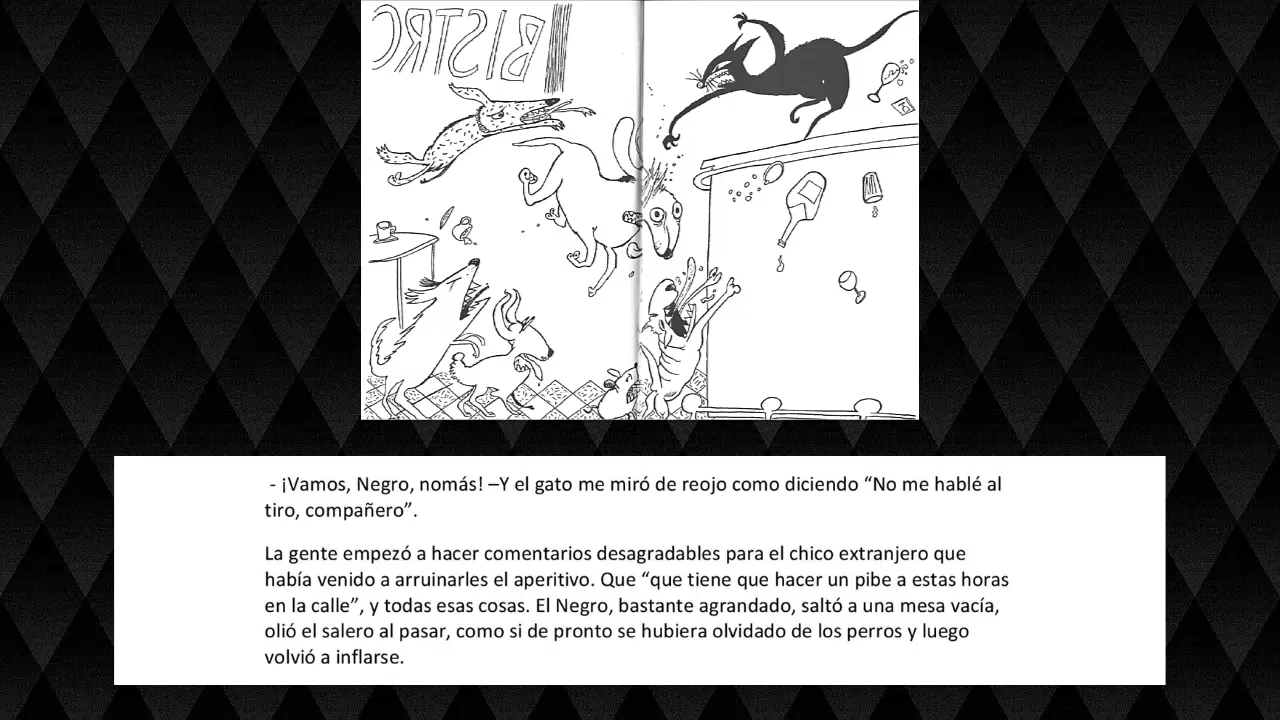 BISTRO
- ¡Vamos, Negro, nomás! –Y el gato me miró de reojo como diciendo “No me hablé al
tiro, compañero”.
La gente empezó a hacer comentarios desagradables para el chico extranjero que
había venido a arruinarles el aperitivo. Que “que tiene que hacer un pibe a estas horas
en la calle”, y todas esas cosas. El Negro, bastante agrandado, saltó a una mesa vacía,
olió el salero al pasar, como si de pronto se hubiera olvidado de los perros y luego
volvió a inflarse.